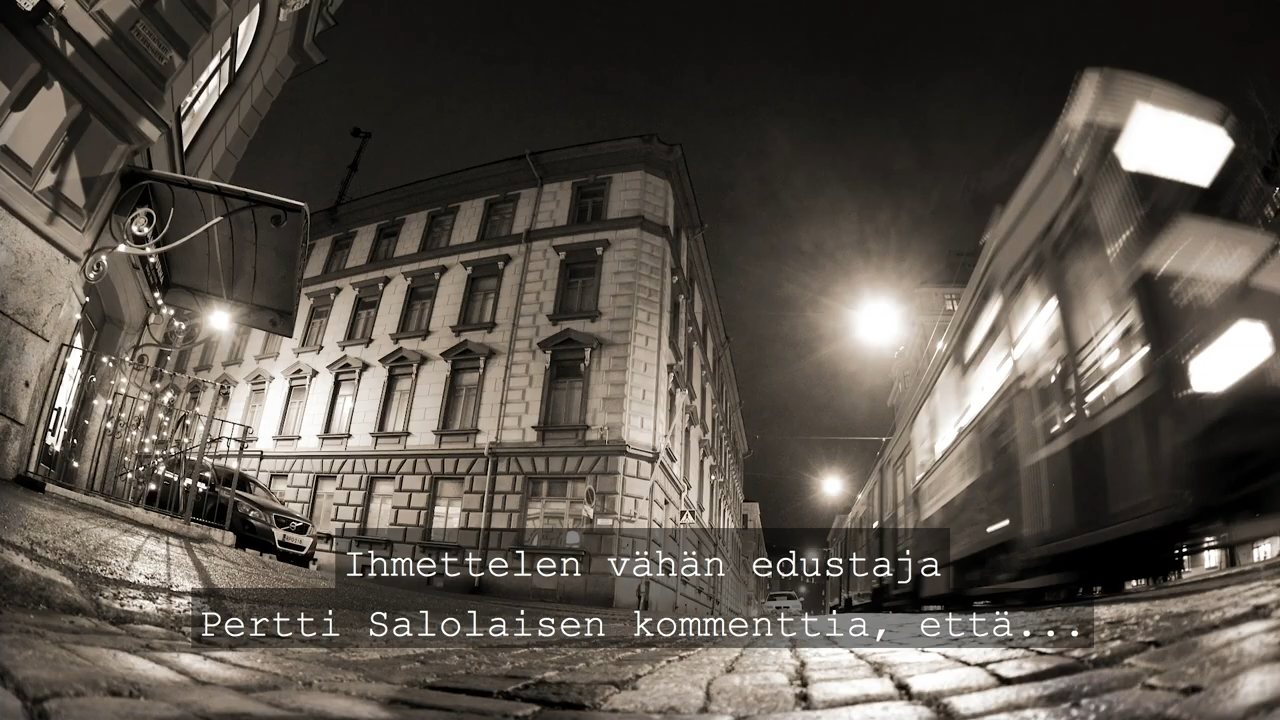 Ihmettelen vähän edustaja
Pertti Salolaisen kommenttia, että...